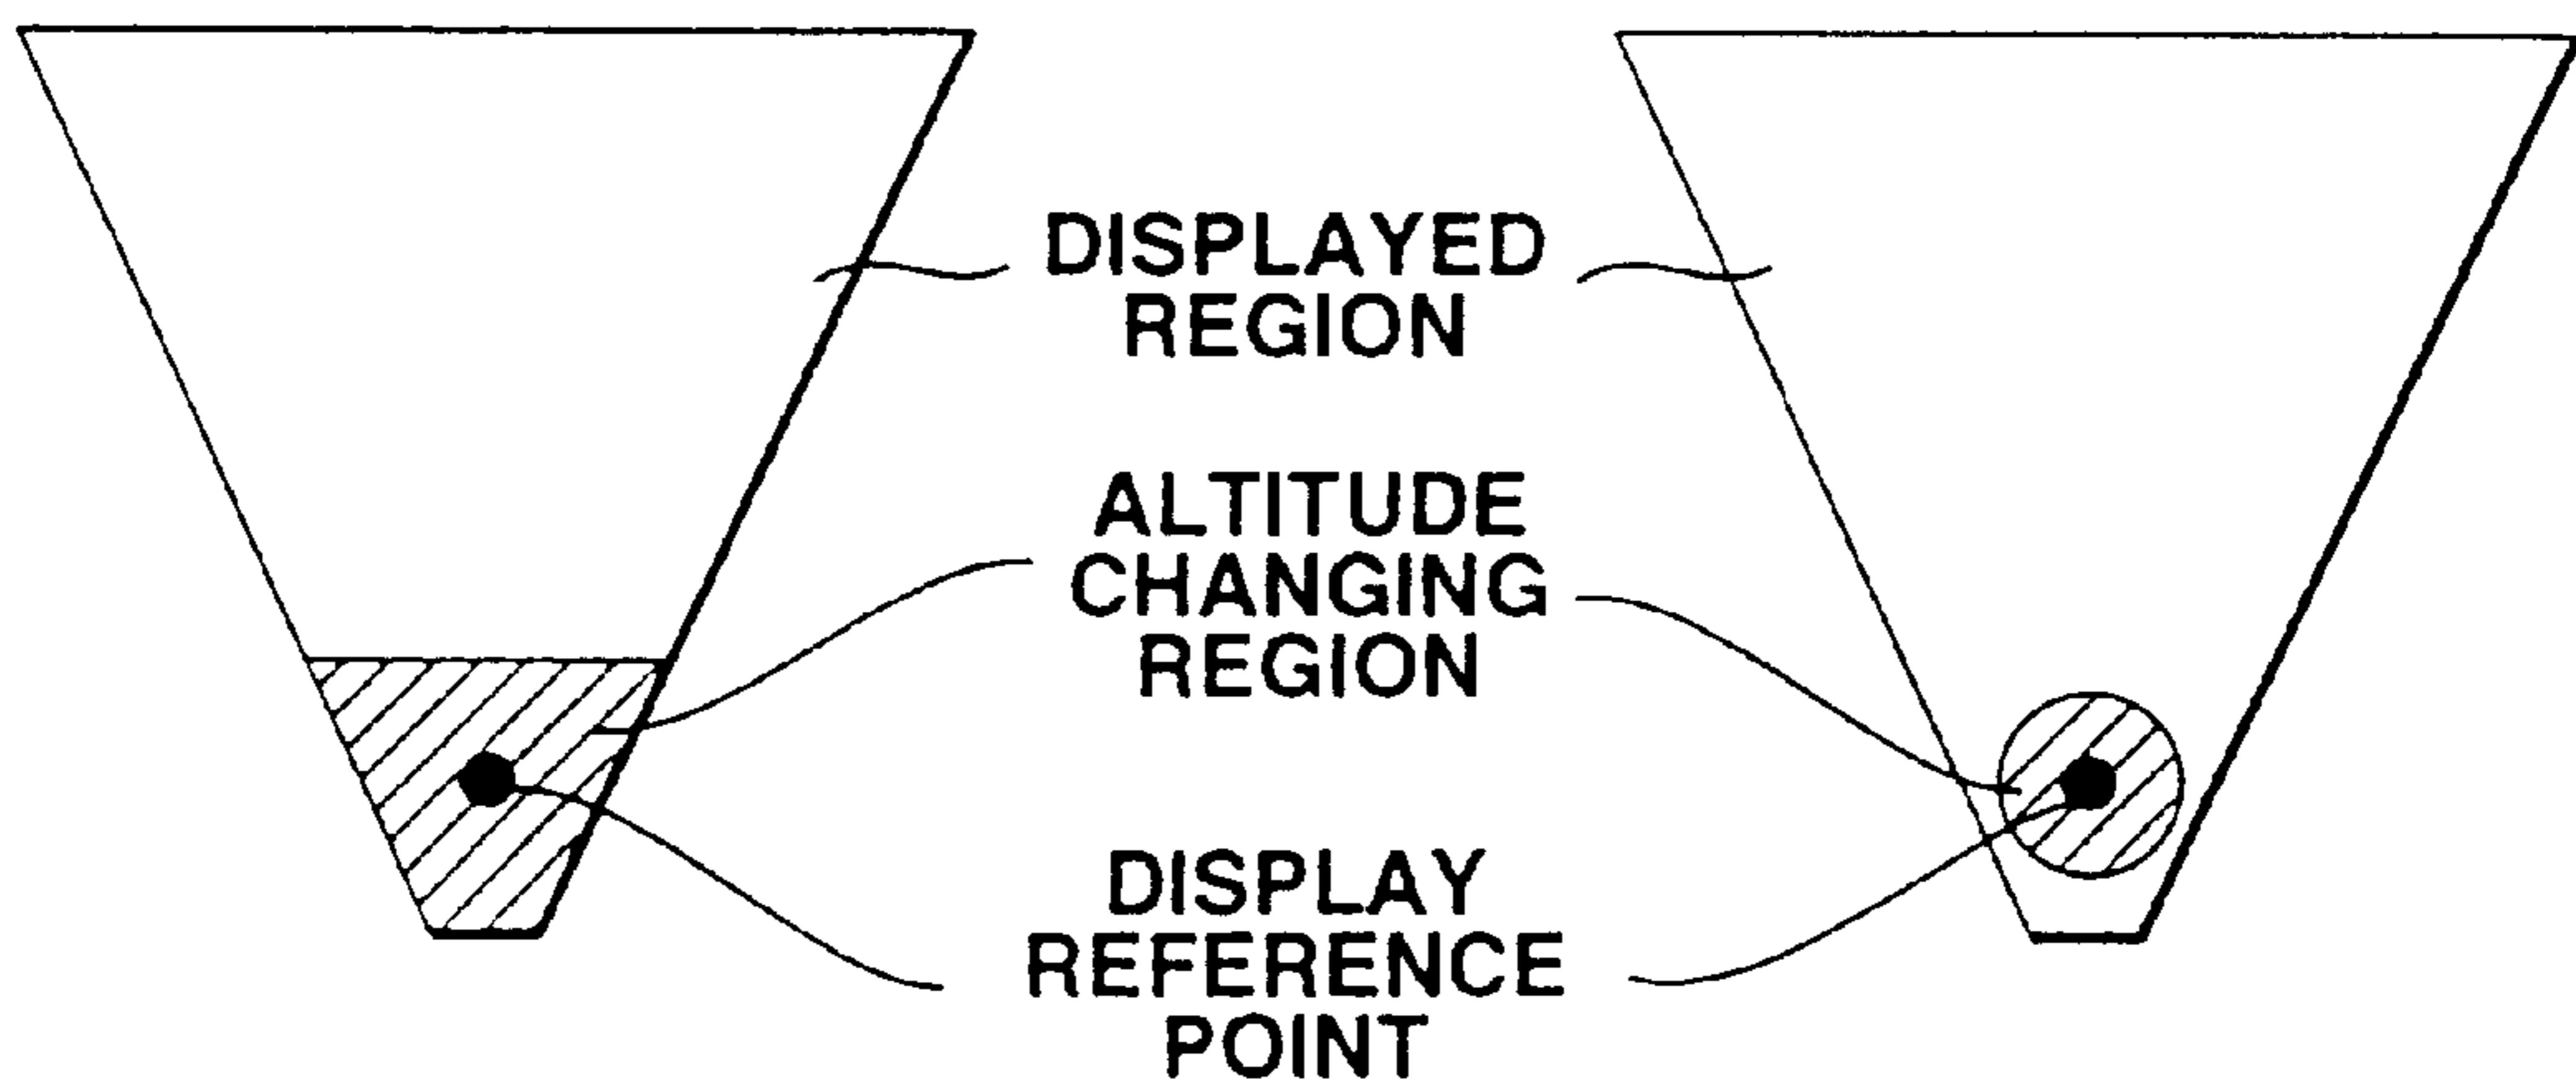 DISPLAYED
REGION
ALTITUDE
CHANGING
REGION
DISPLAY
REFERENCE
POINT